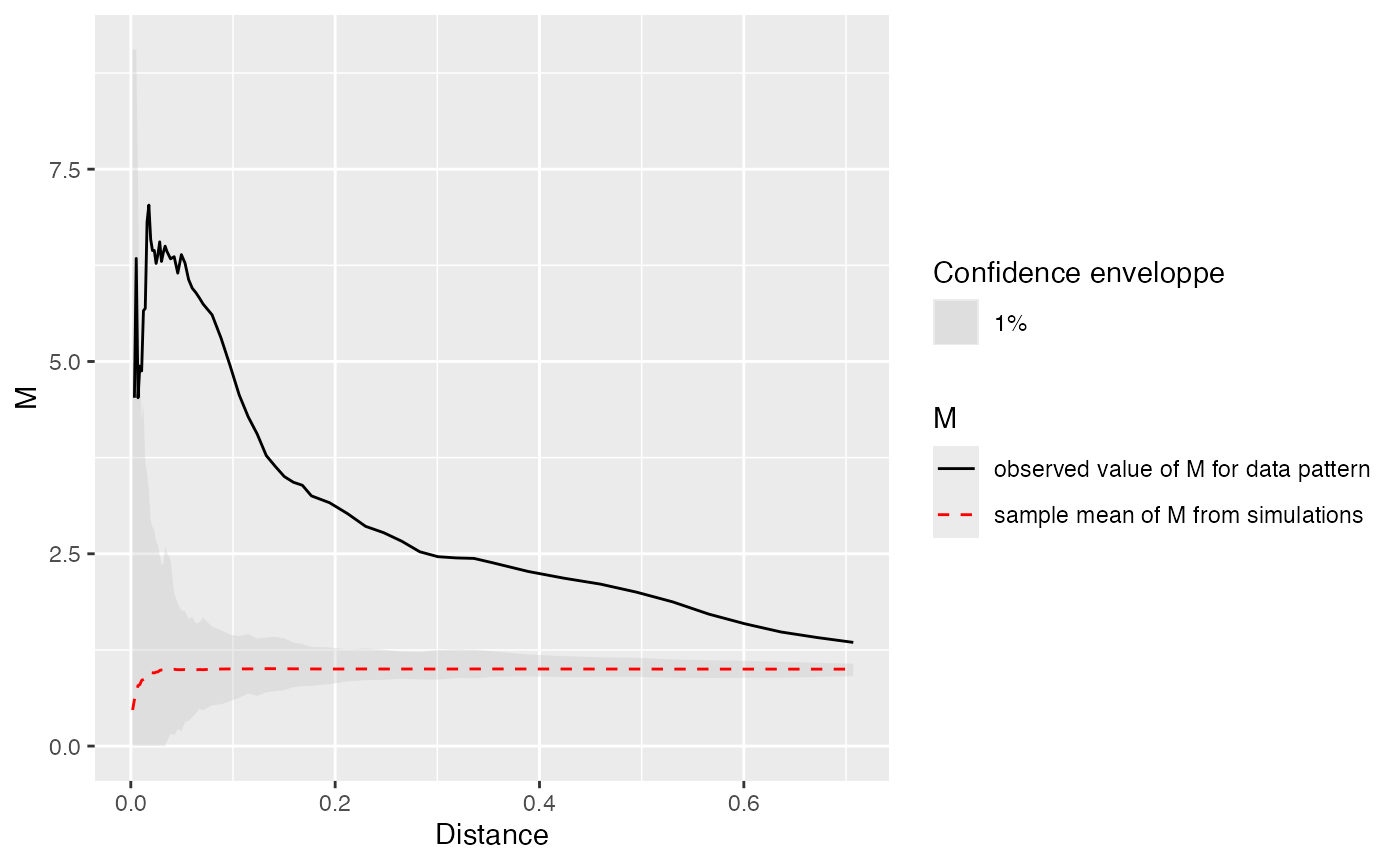 7.5
5.0
2.5
0.0
M
0.0
0.2
0.4
0.6
Distance
Confidence enveloppe
1%
M
observed value of M for data pattern
sample mean of M from simulations